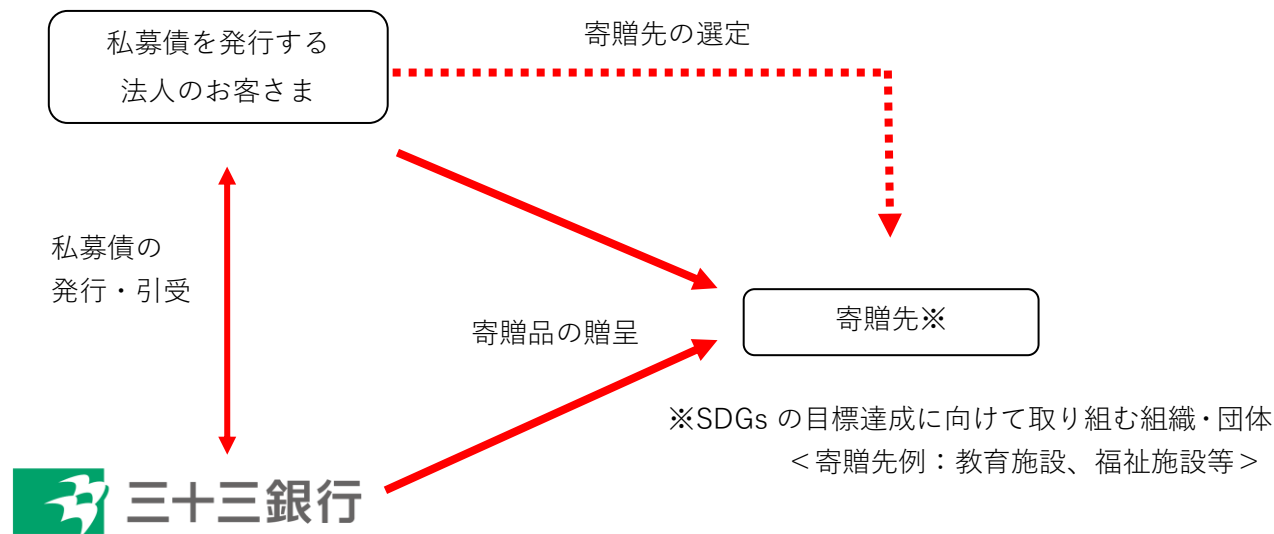 私募債を発行する
法人のお客さま
寄贈先の選定
私募債の
発行・引受
寄贈品の贈呈
寄贈先※
※SDGs の目標達成に向けて取り組む組織・団体
＜寄贈先例：教育施設、福祉施設等＞
三十三銀行